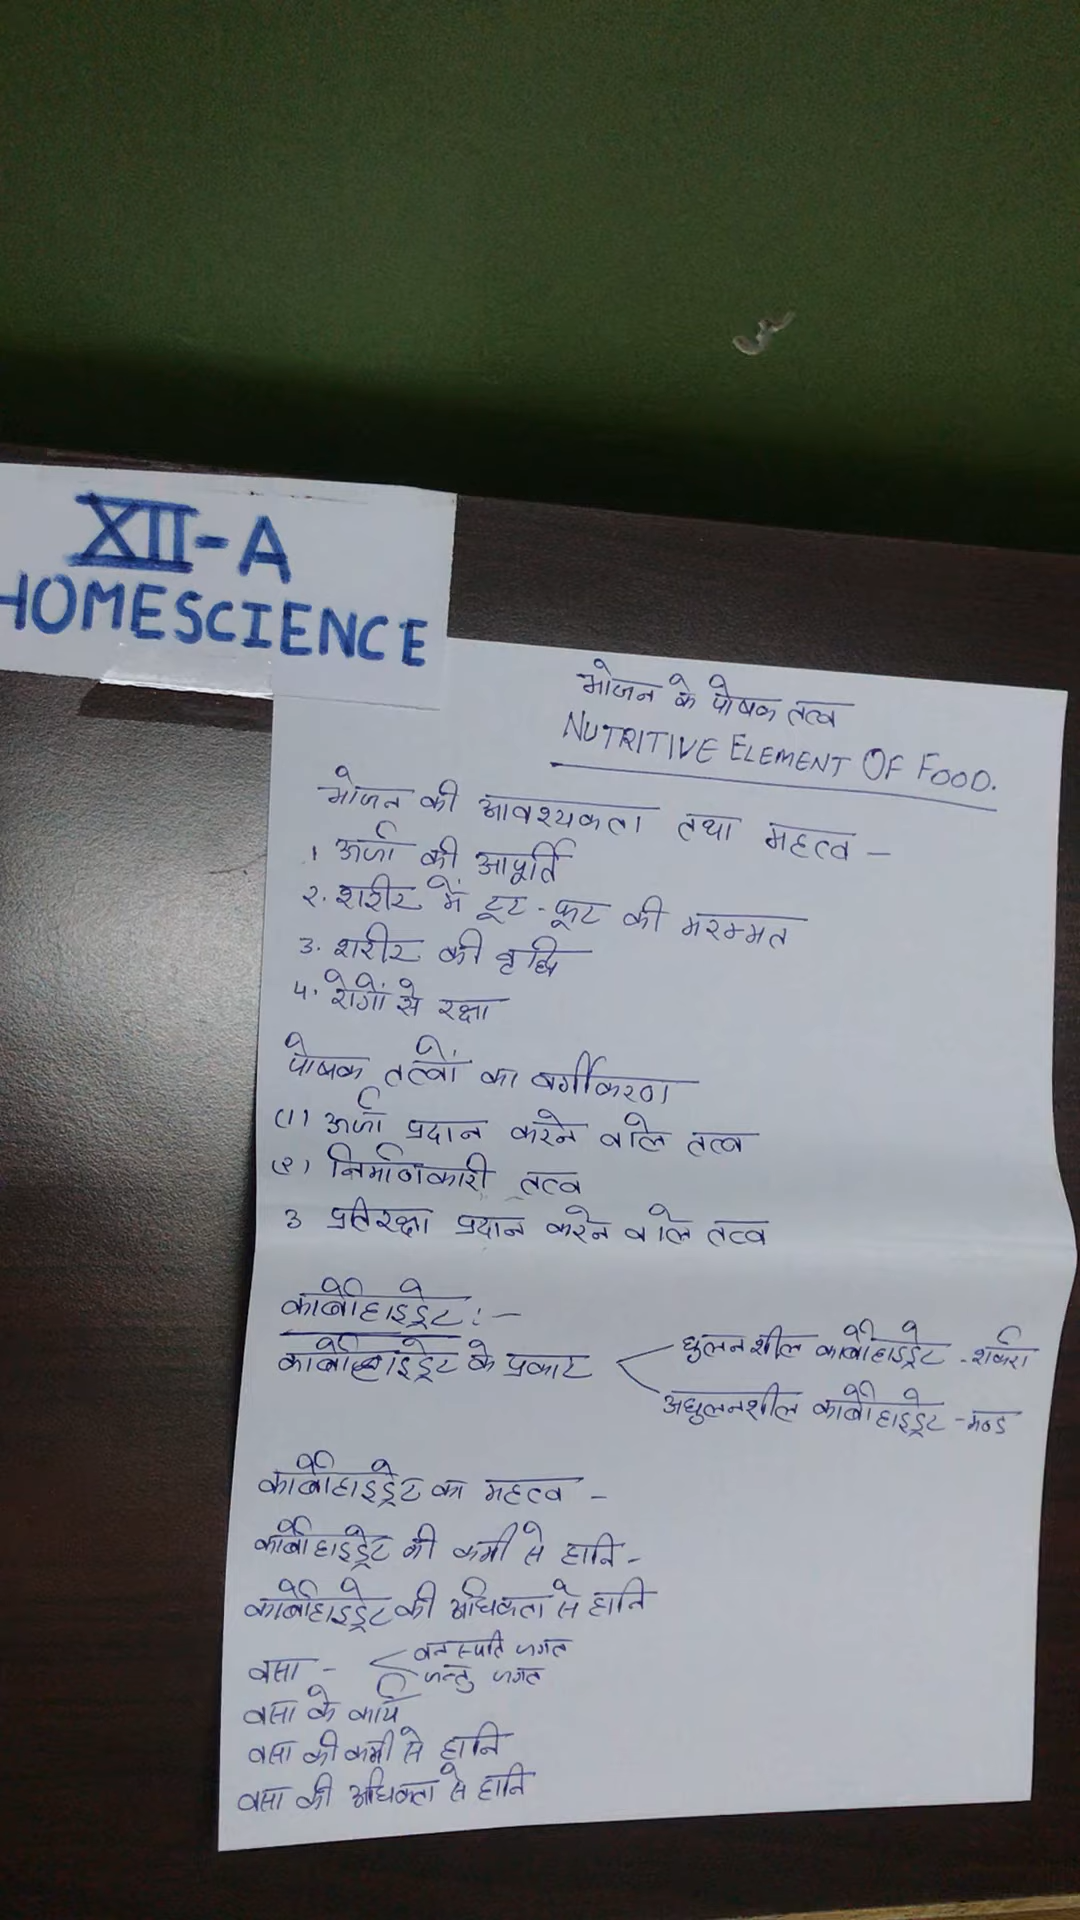 XII-A
HOMESCIENCE
भोजन के पोषक तत्व
NUTRITIVE ELEMENT OF FOOD.
भोजन की आवश्यकता तथा महत्व –
1 ऊर्जा की आपूर्ति
२. शरीर में टूट-फूट की मरम्मत
3. शरीर की वृद्धि
4. रोगों से रक्षा
पोषक तत्वों का वर्गीकरण
(1) ऊर्जा प्रदान करने वाले तत्व
(२) निर्माणकारी तत्व
3 प्रतिरक्षा प्रदान करने वाले तत्व
कार्बोहाइड्रेट :-
कार्बोहाइड्रेट के प्रकार
घुलनशील कार्बोहाइड्रेट - शर्करा
अघुलनशील कार्बोहाइड्रेट - मण्ड
कार्बोहाइड्रेट का महत्व –
कार्बोहाइड्रेट की कमी से हानि -
कार्बोहाइड्रेट की अधिकता से हानि
वसा -
वनस्पति जगत
जन्तु जगत
वसा के कार्य
वसा की कमी से हानि
वसा की अधिकता से हानि